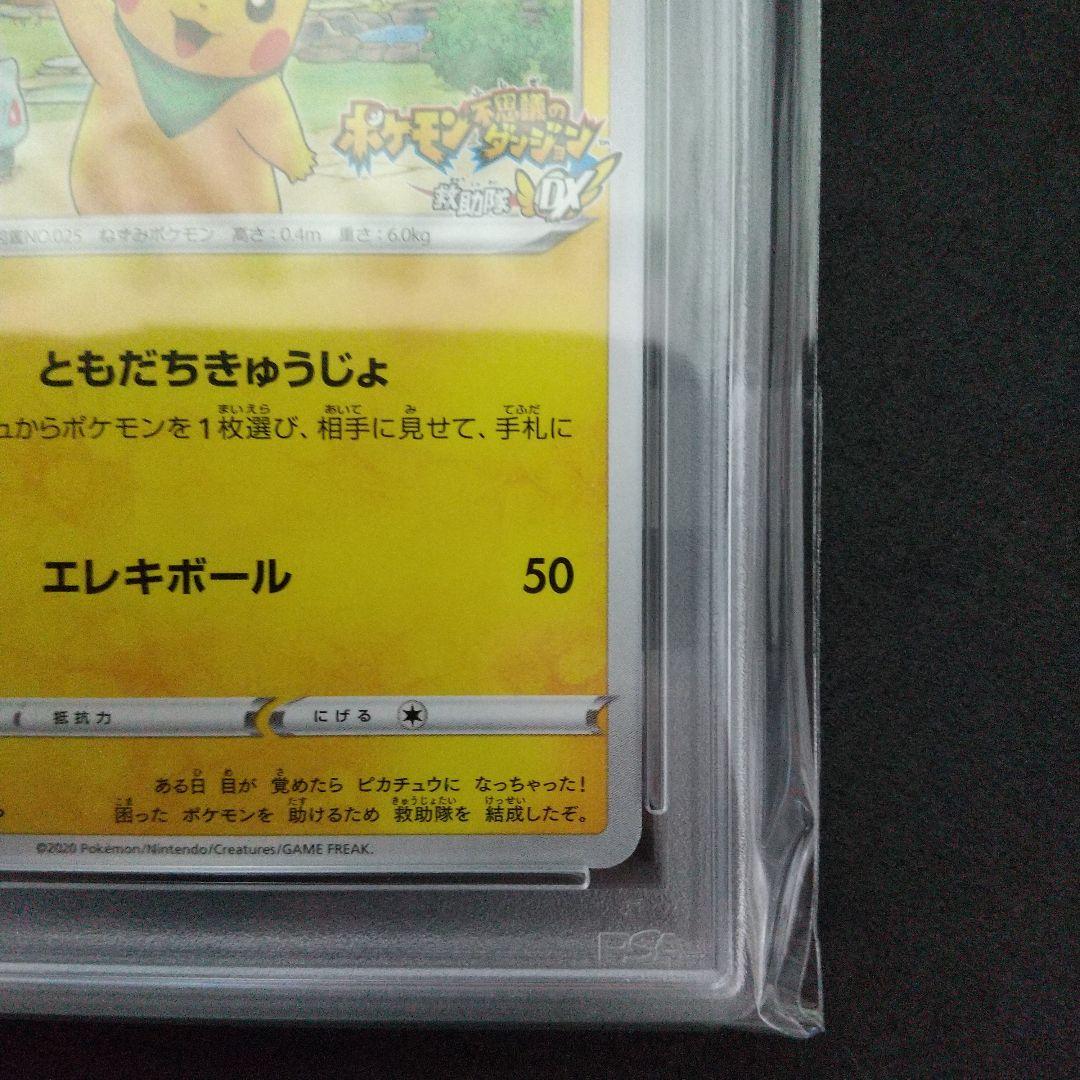 ポケモン不思議のダンジョン
救助隊DX
図鑑NO.025 ねずみポケモン 高さ:0.4m 重さ:6.0kg
ともだちきゅうじょ
からポケモンを1枚選び、相手に見せて、手札に
エレキボール 50
抵抗力 にげる
ある日 目が 覚めたら ピカチュウに なっちゃった!
困った ポケモンを 助けるため 救助隊を 結成したぞ。
©2020 Pokémon/Nintendo/Creatures/GAME FREAK.
PSA